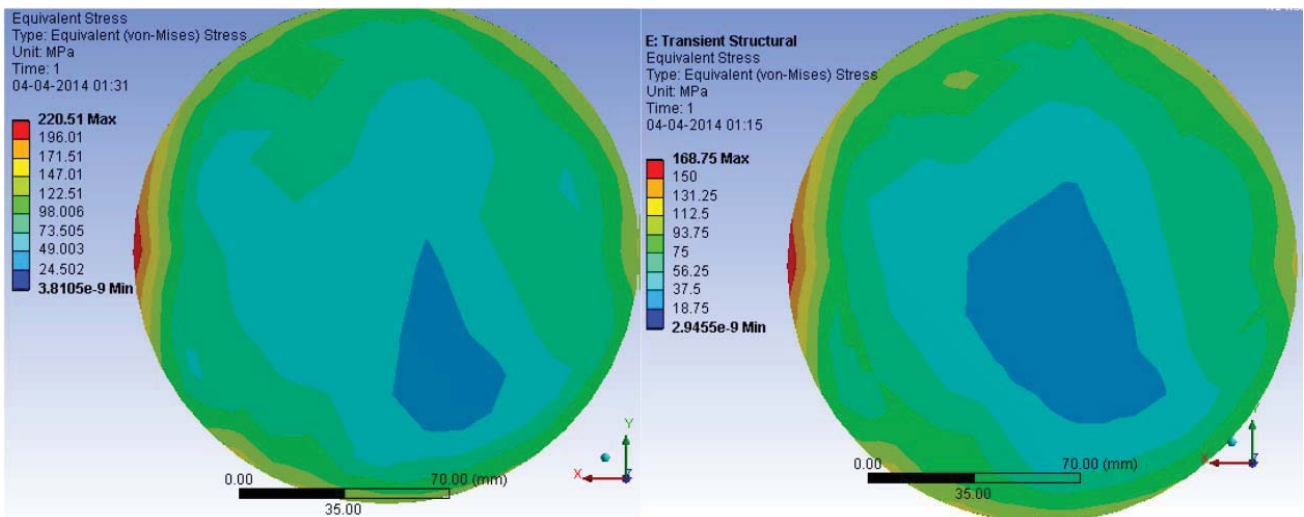 Equivalent Stress
Type: Equivalent (von-Mises) Stress
Unit: MPa
Time: 1
04-04-2014 01:31
220.51 Max
196.01
171.51
147.01
122.51
98.006
73.505
49.003
24.502
3.8105e-9 Min
0.00
70.00 (mm)
35.00
Y
X
Z
E: Transient Structural
Equivalent Stress
Type: Equivalent (von-Mises) Stress
Unit: MPa
Time: 1
04-04-2014 01:15
168.75 Max
150
131.25
112.5
93.75
75
56.25
37.5
18.75
2.9455e-9 Min
0.00
70.00 (mm)
35.00
Y
X
Z